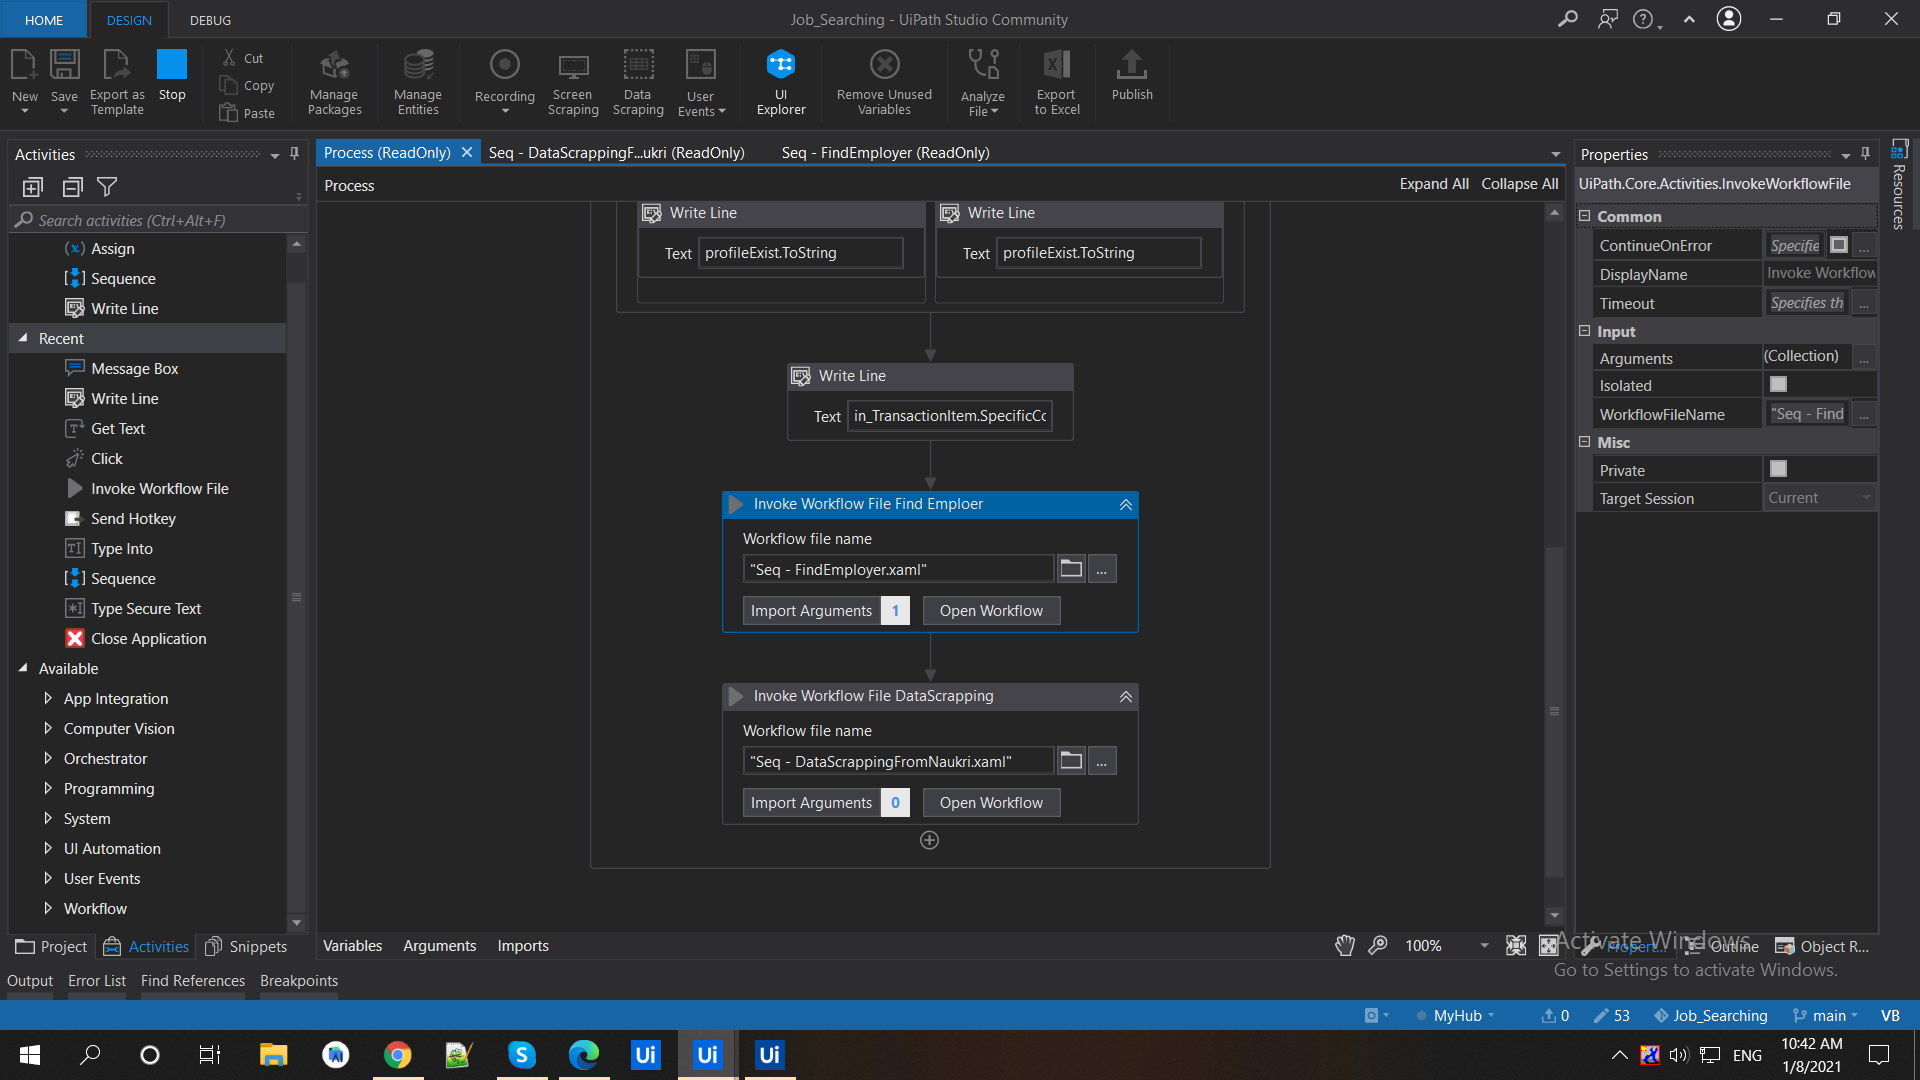 HOME
DESIGN
DEBUG
Job_Searching - UiPath Studio Community
New
Save
Export as
Template
Stop
Cut
Copy
Paste
Manage
Packages
Manage
Entities
Recording
Screen
Scraping
Data
Scraping
User
Events
UI
Explorer
Remove Unused
Variables
Analyze
File
Export
to Excel
Publish
Activities
Search activities (Ctrl+Alt+F)
Assign
Sequence
Write Line
Recent
Message Box
Write Line
Get Text
Click
Invoke Workflow File
Send Hotkey
Type Into
Sequence
Type Secure Text
Close Application
Available
App Integration
Computer Vision
Orchestrator
Programming
System
UI Automation
User Events
Workflow
Project
Activities
Snippets
Process (ReadOnly)
Seq - DataScrappingF...ukri (ReadOnly)
Seq - FindEmployer (ReadOnly)
Process
Expand All
Collapse All
Write Line
Text
profileExist.ToString
Write Line
Text
profileExist.ToString
Write Line
Text
in_TransactionItem.SpecificCo
Invoke Workflow File Find Emploer
Workflow file name
"Seq - FindEmployer.xaml"
...
Import Arguments 1
Open Workflow
Invoke Workflow File DataScrapping
Workflow file name
"Seq - DataScrappingFromNaukri.xaml"
...
Import Arguments 0
Open Workflow
Variables
Arguments
Imports
100%
Properties
UiPath.Core.Activities.InvokeWorkflowFile
Common
ContinueOnError
Specifie
...
DisplayName
Invoke Workflow
Timeout
Specifies th
...
Input
Arguments
(Collection)
...
Isolated
WorkflowFileName
"Seq - Find
...
Misc
Private
Target Session
Current
Resources
Propert...
Outline
Object R...
Activate Windows
Go to Settings to activate Windows.
Output
Error List
Find References
Breakpoints
MyHub
0
53
Job_Searching
main
VB
Ui
Ui
Ui
ENG
10:42 AM
1/8/2021